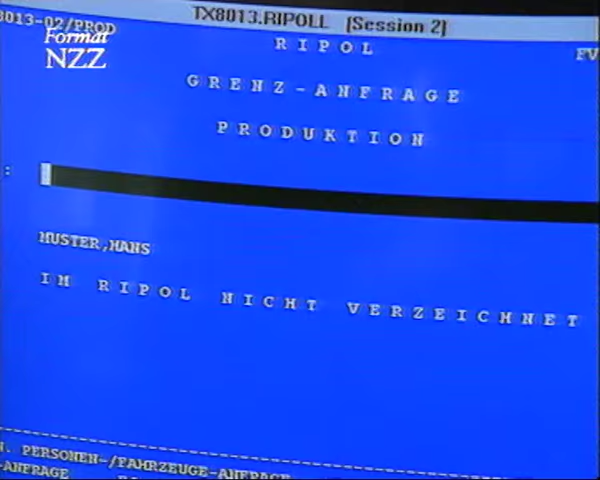 8013-02/PROD
TX8013.RIPOLL [Session 2]
Format
NZZ
RIPOL
FV
GRENZ-ANFRAGE
PRODUKTION
:
MUSTER,HANS
IM RIPOL NICHT VERZEICHNET
N. PERSONEN-/FAHRZEUGE-ANFRAGE
-ANFRAGE